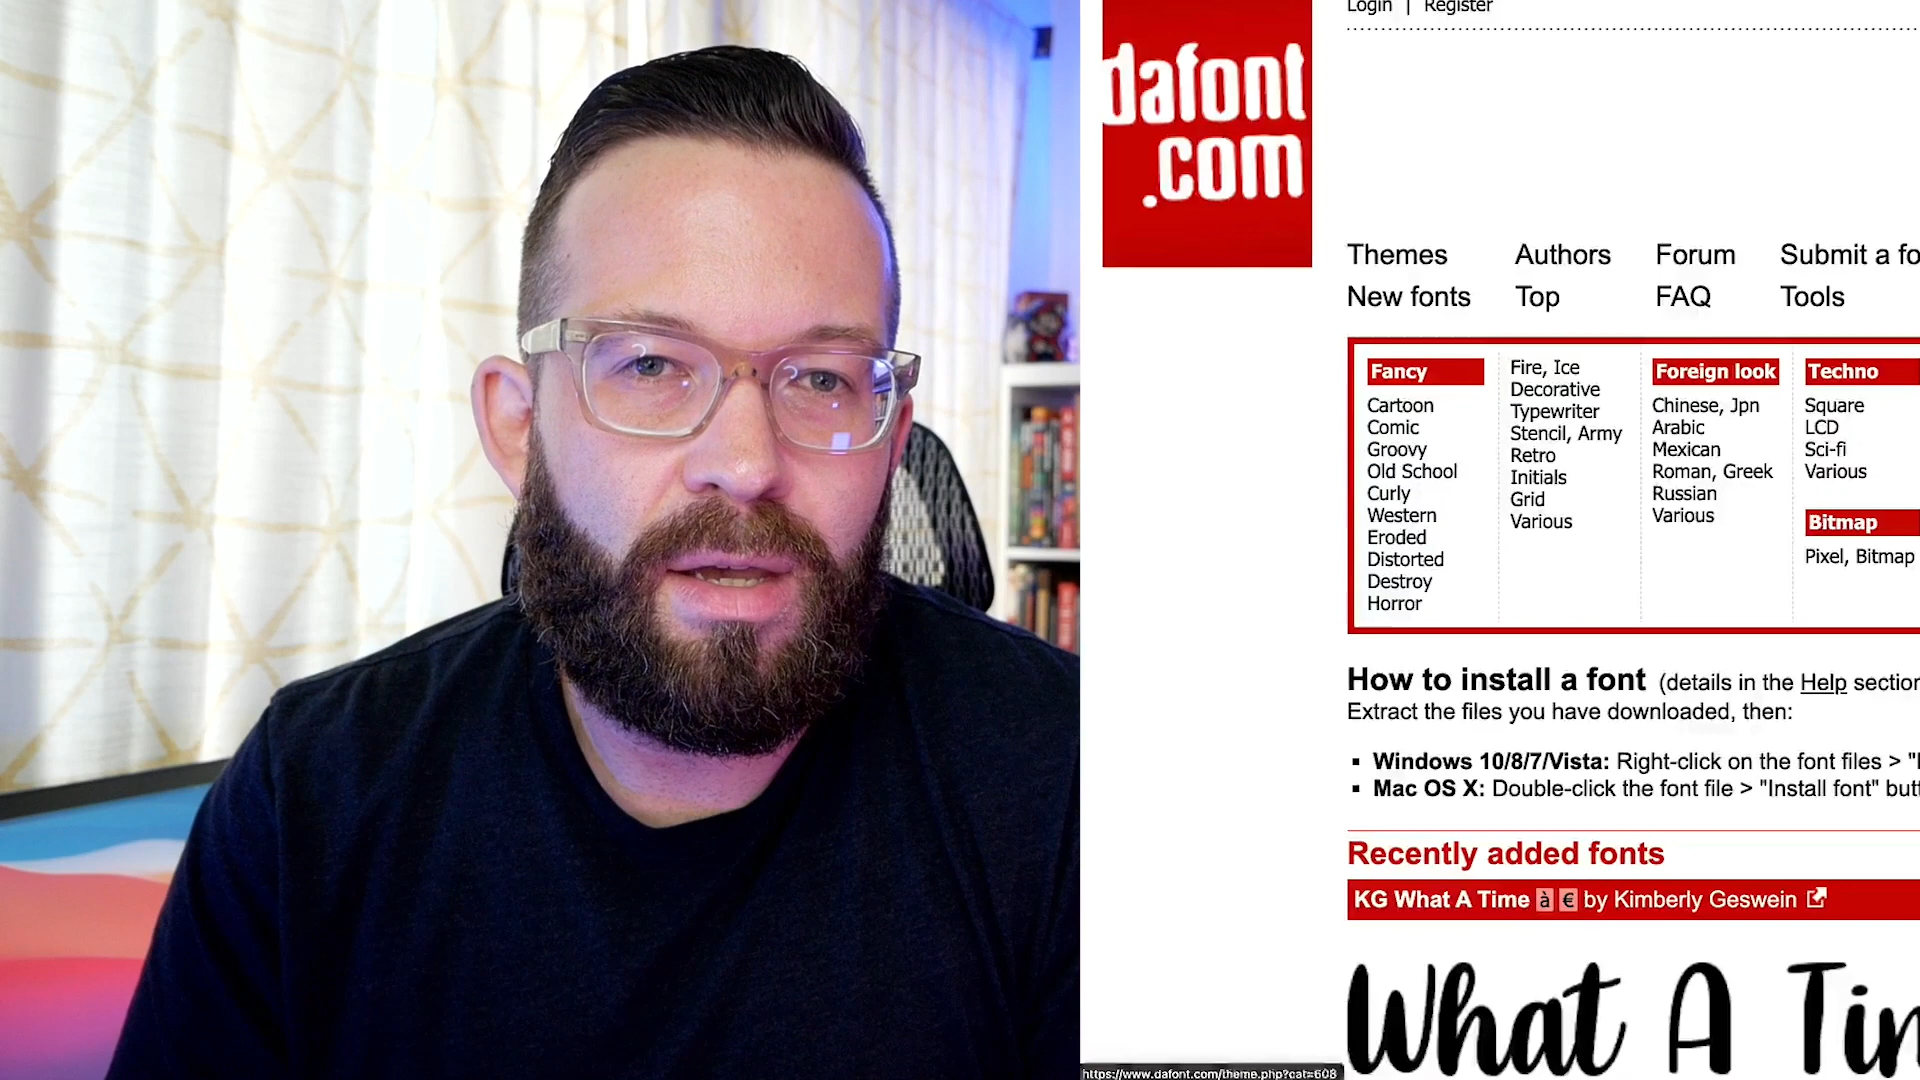 Login | Register
dafont
.com
Themes Authors Forum Submit a fo
New fonts Top FAQ Tools
Fancy
Cartoon
Comic
Groovy
Old School
Curly
Western
Eroded
Distorted
Destroy
Horror
Fire, Ice
Decorative
Typewriter
Stencil, Army
Retro
Initials
Grid
Various
Foreign look
Chinese, Jpn
Arabic
Mexican
Roman, Greek
Russian
Various
Techno
Square
LCD
Sci-fi
Various
Bitmap
Pixel, Bitmap
How to install a font (details in the Help section
Extract the files you have downloaded, then:
▪ Windows 10/8/7/Vista: Right-click on the font files > "I
▪ Mac OS X: Double-click the font file > "Install font" butt
Recently added fonts
KG What A Time à € by Kimberly Geswein
What A Tim
https://www.dafont.com/theme.php?cat=608